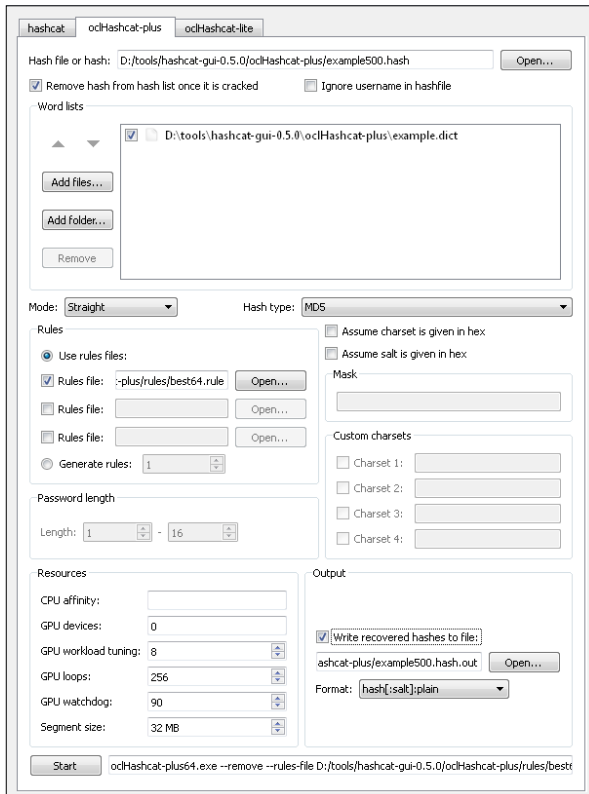 hashcat oclHashcat-plus oclHashcat-lite
Hash file or hash: D:/tools/hashcat-gui-0.5.0/oclHashcat-plus/example500.hash Open...
Remove hash from hash list once it is cracked Ignore username in hashfile
Word lists
D:\tools\hashcat-gui-0.5.0\oclHashcat-plus\example.dict
Add files...
Add folder...
Remove
Mode: Straight Hash type: MD5
Rules
Use rules files:
Rules file: :-plus/rules/best64.rule Open...
Rules file: Open...
Rules file: Open...
Generate rules: 1
Password length
Length: 1 - 16
Assume charset is given in hex
Assume salt is given in hex
Mask
Custom charsets
Charset 1:
Charset 2:
Charset 3:
Charset 4:
Resources
CPU affinity:
GPU devices: 0
GPU workload tuning: 8
GPU loops: 256
GPU watchdog: 90
Segment size: 32 MB
Output
Write recovered hashes to file:
ashcat-plus/example500.hash.out Open...
Format: hash[:salt]:plain
Start oclHashcat-plus64.exe --remove --rules-file D:/tools/hashcat-gui-0.5.0/oclHashcat-plus/rules/best6